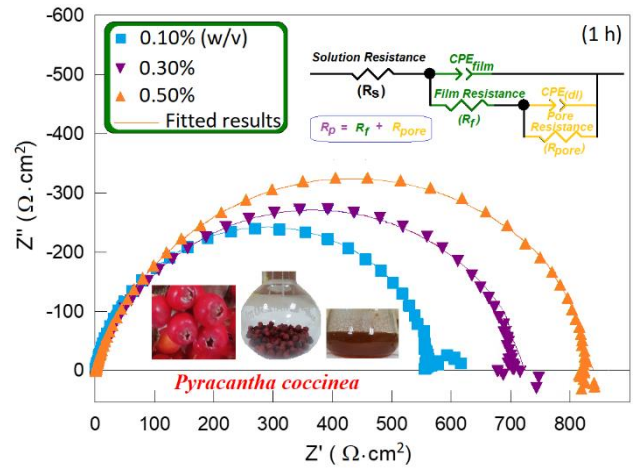 -600
-500
-400
-300
-200
-100
0
Z'' ( Ω·cm²)
0.10% (w/v)
0.30%
0.50%
Fitted results
(1 h)
Solution Resistance
(Rs)
CPE film
Film Resistance
(Rf)
CPE(dl)
Pore
Resistance
(Rpore)
Rp = Rf + Rpore
Pyracantha coccinea
0 100 200 300 400 500 600 700 800
Z' ( Ω·cm²)